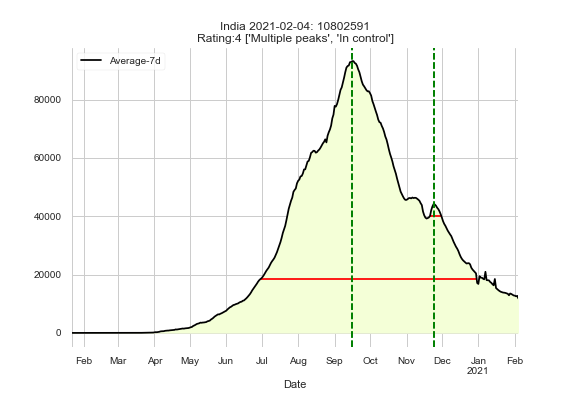 India 2021-02-04: 10802591
Rating:4 ['Multiple peaks', 'In control']
Average-7d
80000
60000
40000
20000
0
Feb Mar Apr May Jun Jul Aug Sep Oct Nov Dec Jan Feb
2021
Date